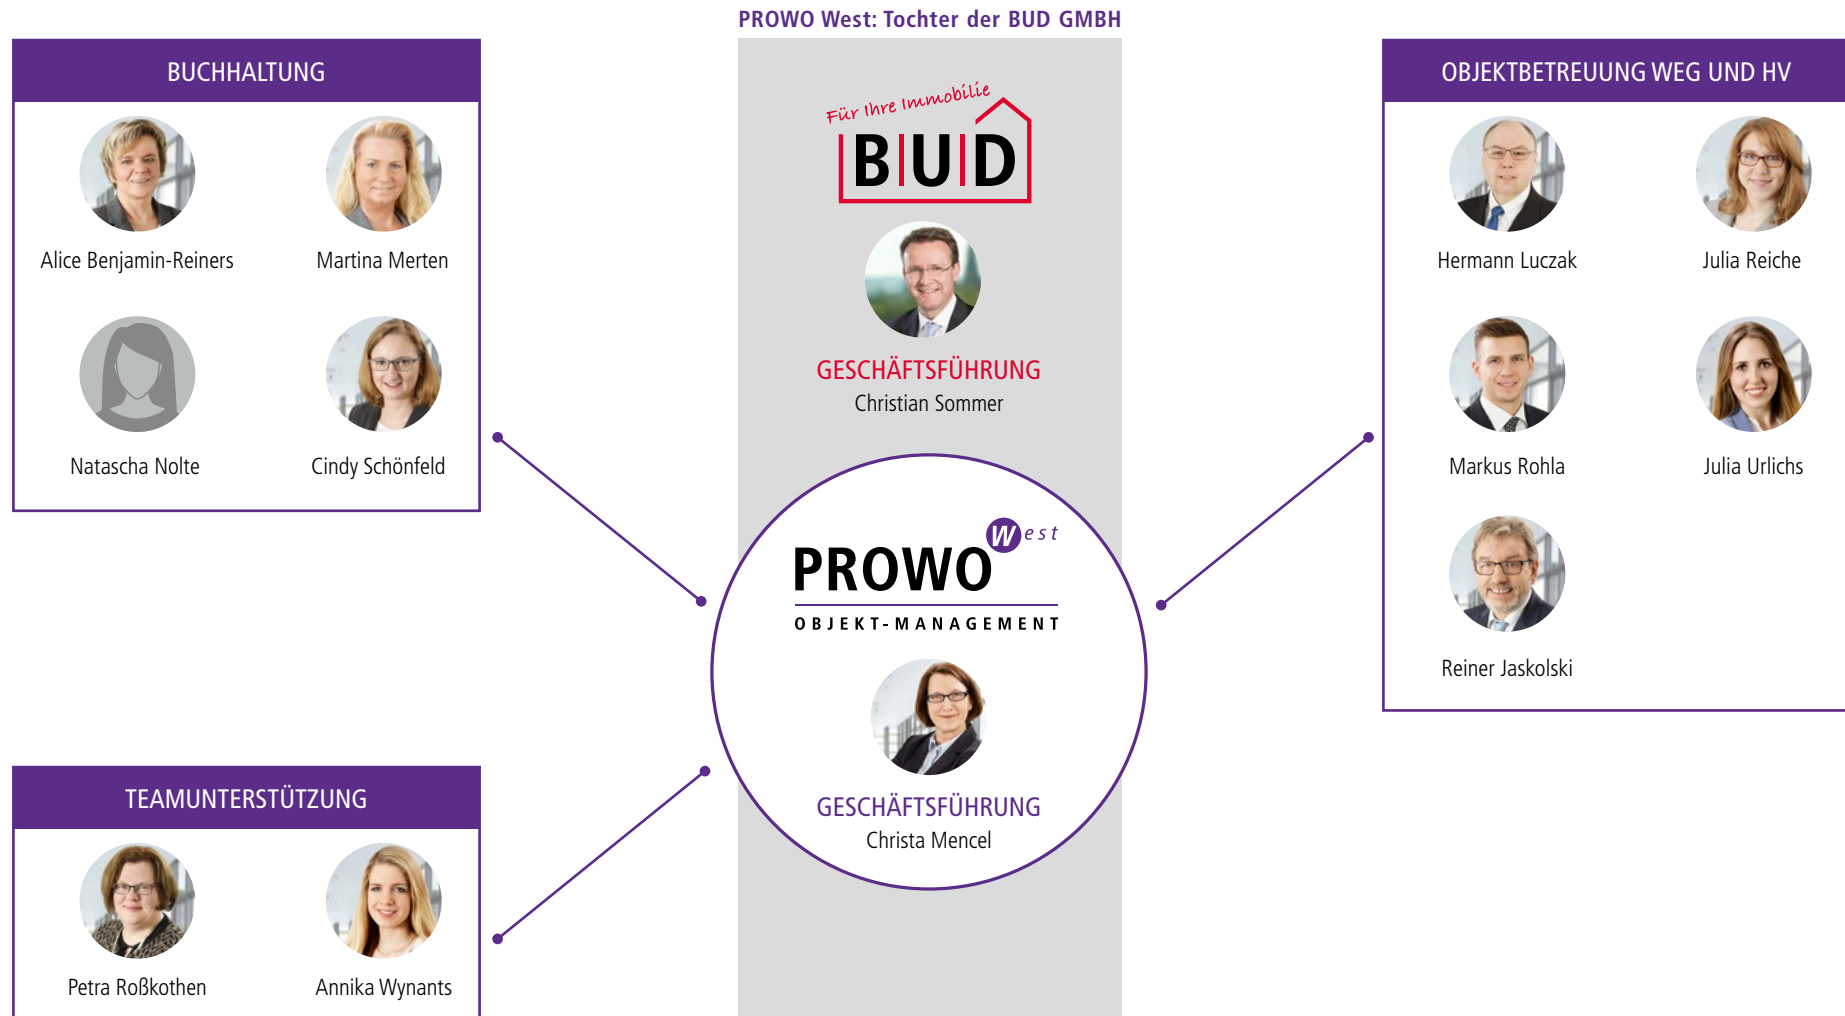 PROWO West: Tochter der BUD GMBH
BUCHHALTUNG
Alice Benjamin-Reiners
Martina Merten
Natascha Nolte
Cindy Schönfeld
TEAMUNTERSTÜTZUNG
Petra Roßkothen
Annika Wynants
Für Ihre Immobilie
B|U|D
GESCHÄFTSFÜHRUNG
Christian Sommer
PROWO West
OBJEKT-MANAGEMENT
GESCHÄFTSFÜHRUNG
Christa Mencel
OBJEKTBETREUUNG WEG UND HV
Hermann Luczak
Julia Reiche
Markus Rohla
Julia Urlichs
Reiner Jaskolski